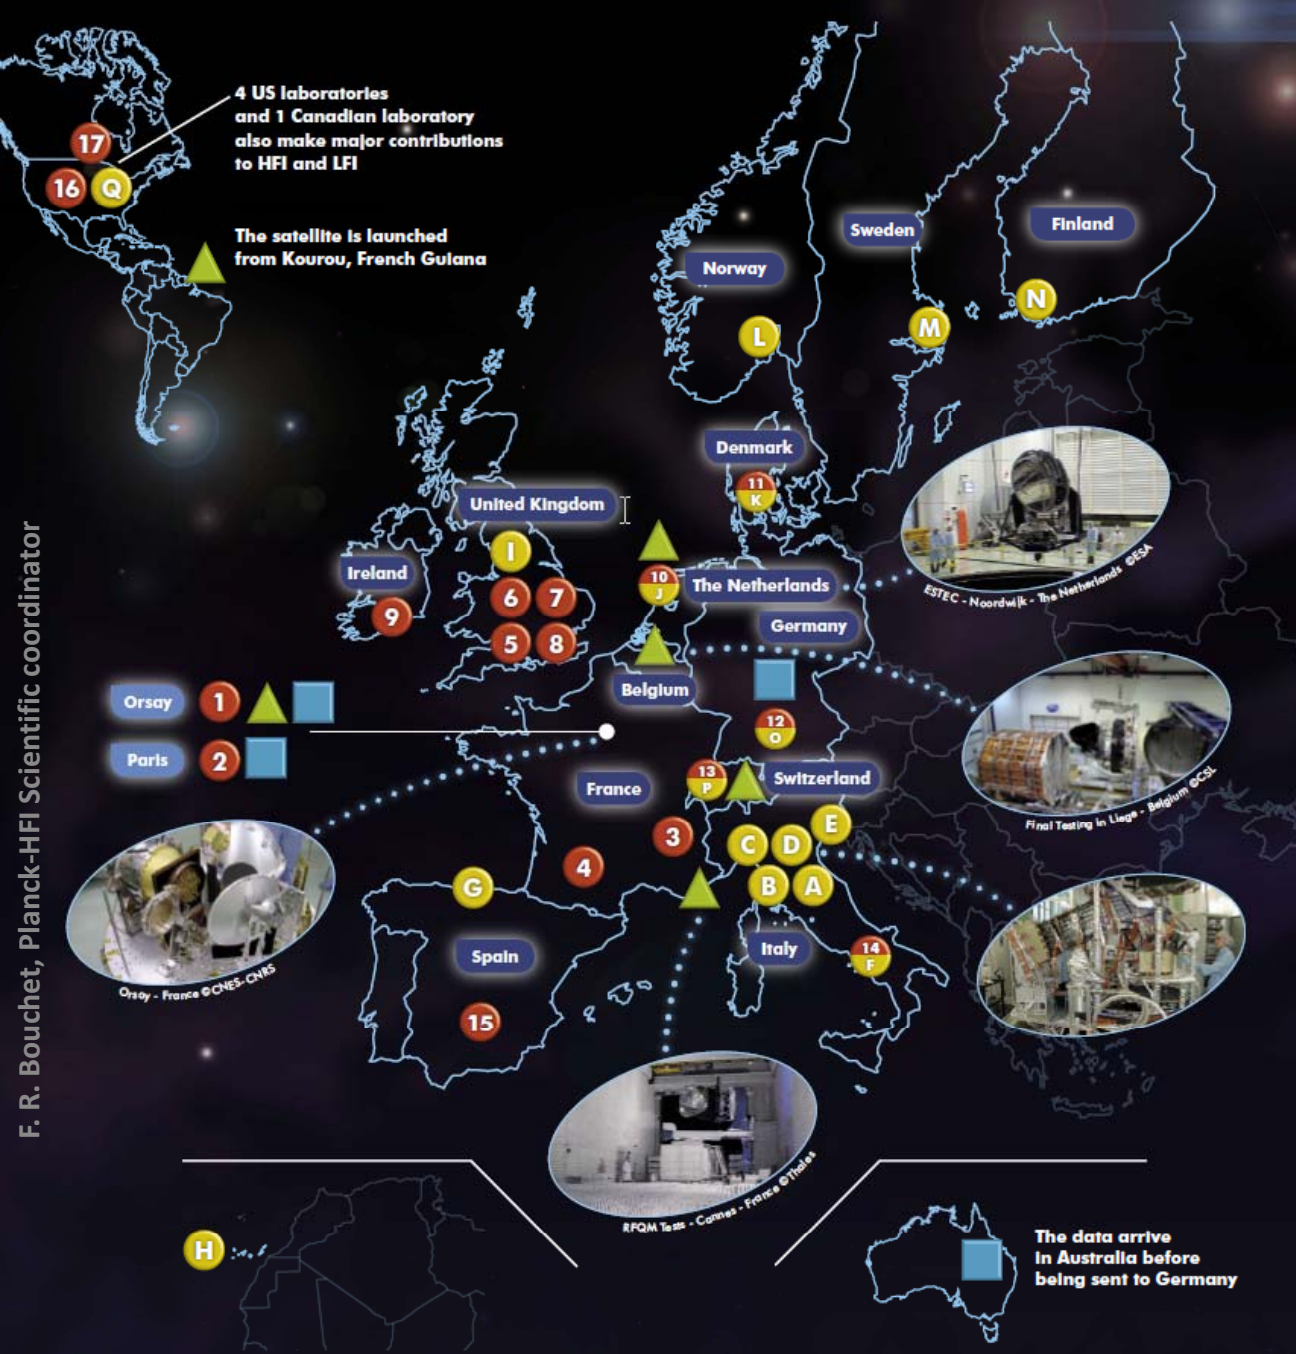 4 US laboratories
and 1 Canadian laboratory
also make major contributions
to HFI and LFI
17
16
Q
The satellite is launched
from Kourou, French Guiana
Sweden
Finland
Norway
N
M
L
Denmark
11
K
United Kingdom
I
Ireland
10
J
The Netherlands
6
7
9
5
8
Germany
ESTEC - Noordwijk - The Netherlands ©ESA
Belgium
Orsay
1
12
O
Paris
2
13
P
Switzerland
France
Final Testing in Liege - Belgium ©CSL
3
E
C
D
4
G
B
A
Spain
Italy
14
F
Orsay - France ©CNES-CNRS
15
RFQM Tests - Cannes - France ©Thales
H
The data arrive
in Australia before
being sent to Germany
F. R. Bouchet, Planck-HFI Scientific coordinator